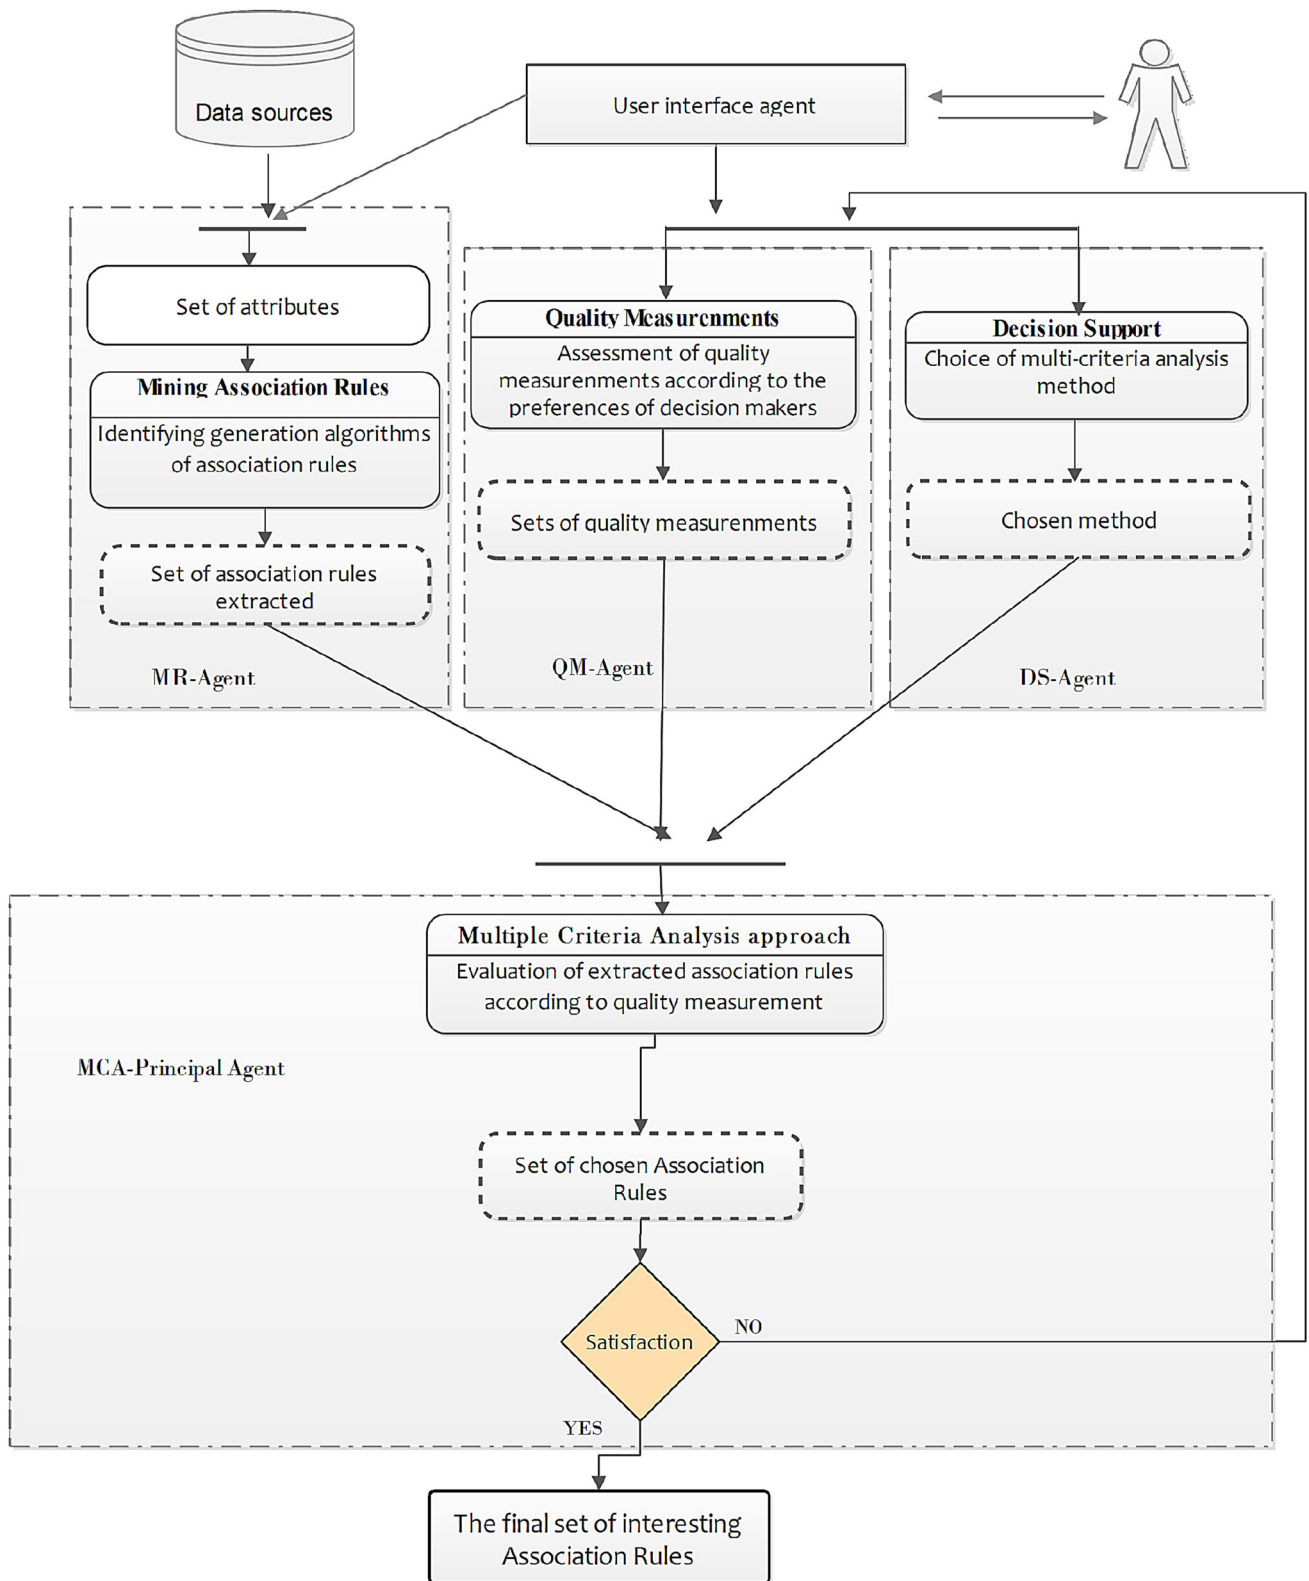 Data sources
User interface agent
Set of attributes
Mining Association Rules
Identifying generation algorithms
of association rules
Set of association rules
extracted
MR-Agent
Quality Measurenments
Assessment of quality
measurenments according to the
preferences of decision makers
Sets of quality measurenments
QM-Agent
Decision Support
Choice of multi-criteria analysis
method
Chosen method
DS-Agent
Multiple Criteria Analysis approach
Evaluation of extracted association rules
according to quality measurement
MCA-Principal Agent
Set of chosen Association
Rules
Satisfaction
NO
YES
The final set of interesting
Association Rules